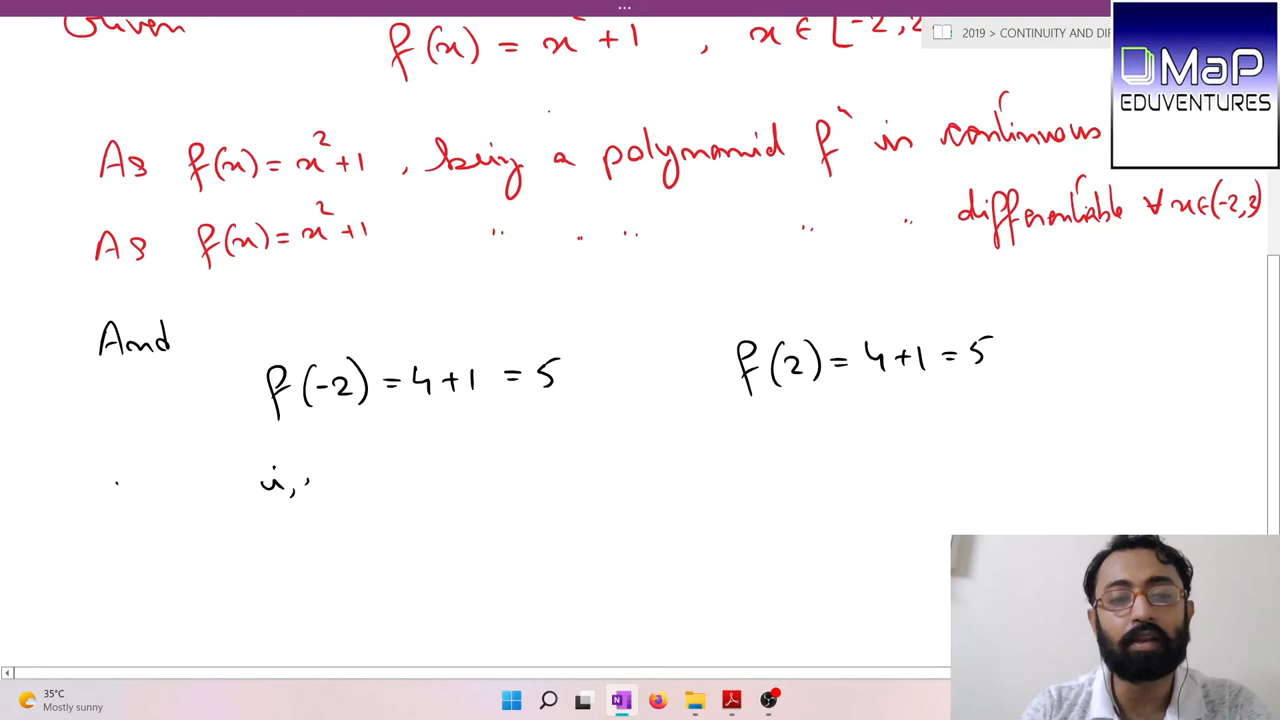 Given f(x) = x² + 1 , x ∈ [-2, 2
2019 > CONTINUITY AND DI
MaP
EDUVENTURES
As f(x) = x² + 1 , being a polynomial fⁿ is continuous
As f(x) = x² + 1 " " " " " differentiable ∀ x ∈ (-2, 2)
And
f(-2) = 4 + 1 = 5 f(2) = 4 + 1 = 5
i,
35°C
Mostly sunny